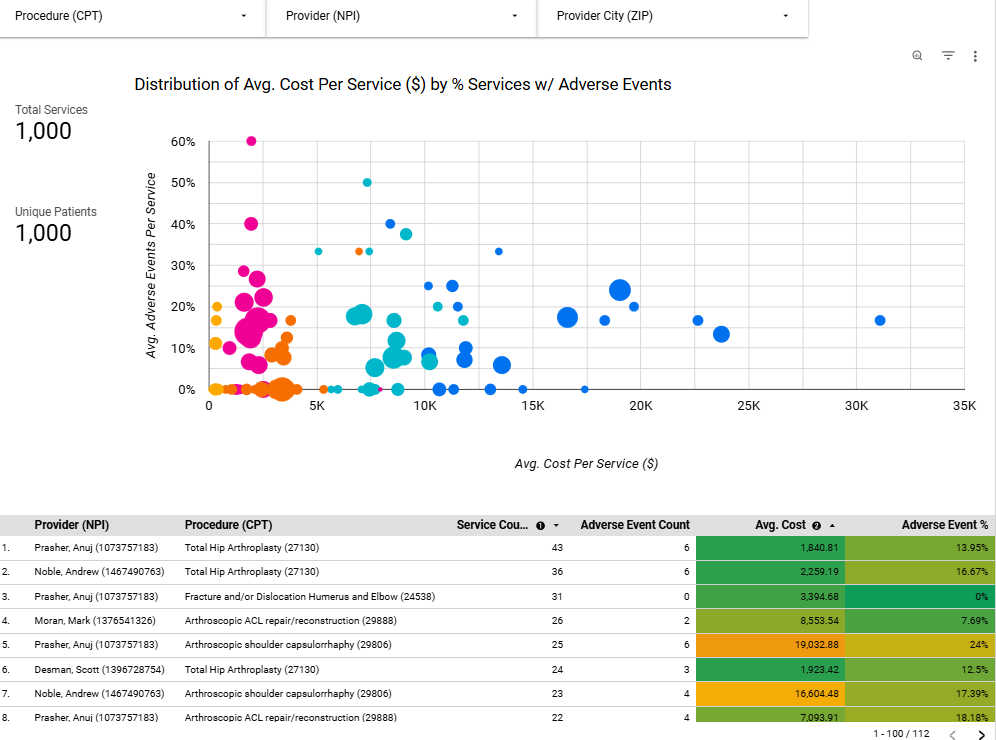 Procedure (CPT) Provider (NPI) Provider City (ZIP)
Distribution of Avg. Cost Per Service ($) by % Services w/ Adverse Events
Total Services
1,000
Unique Patients
1,000
Avg. Adverse Events Per Service
60%
50%
40%
30%
20%
10%
0%
0 5K 10K 15K 20K 25K 30K 35K
Avg. Cost Per Service ($)
Provider (NPI) Procedure (CPT) Service Cou... 1 Adverse Event Count Avg. Cost 2 Adverse Event %
1. Prasher, Anuj (1073757183) Total Hip Arthroplasty (27130) 43 6 1,840.81 13.95%
2. Noble, Andrew (1467490763) Total Hip Arthroplasty (27130) 36 6 2,259.19 16.67%
3. Prasher, Anuj (1073757183) Fracture and/or Dislocation Humerus and Elbow (24538) 31 0 3,394.68 0%
4. Moran, Mark (1376541326) Arthroscopic ACL repair/reconstruction (29888) 26 2 8,553.54 7.69%
5. Prasher, Anuj (1073757183) Arthroscopic shoulder capsulorrhaphy (29806) 25 6 19,032.88 24%
6. Desman, Scott (1396728754) Total Hip Arthroplasty (27130) 24 3 1,923.42 12.5%
7. Noble, Andrew (1467490763) Arthroscopic shoulder capsulorrhaphy (29806) 23 4 16,604.48 17.39%
8. Prasher, Anuj (1073757183) Arthroscopic ACL repair/reconstruction (29888) 22 4 7,093.91 18.18%
1 - 100 / 112